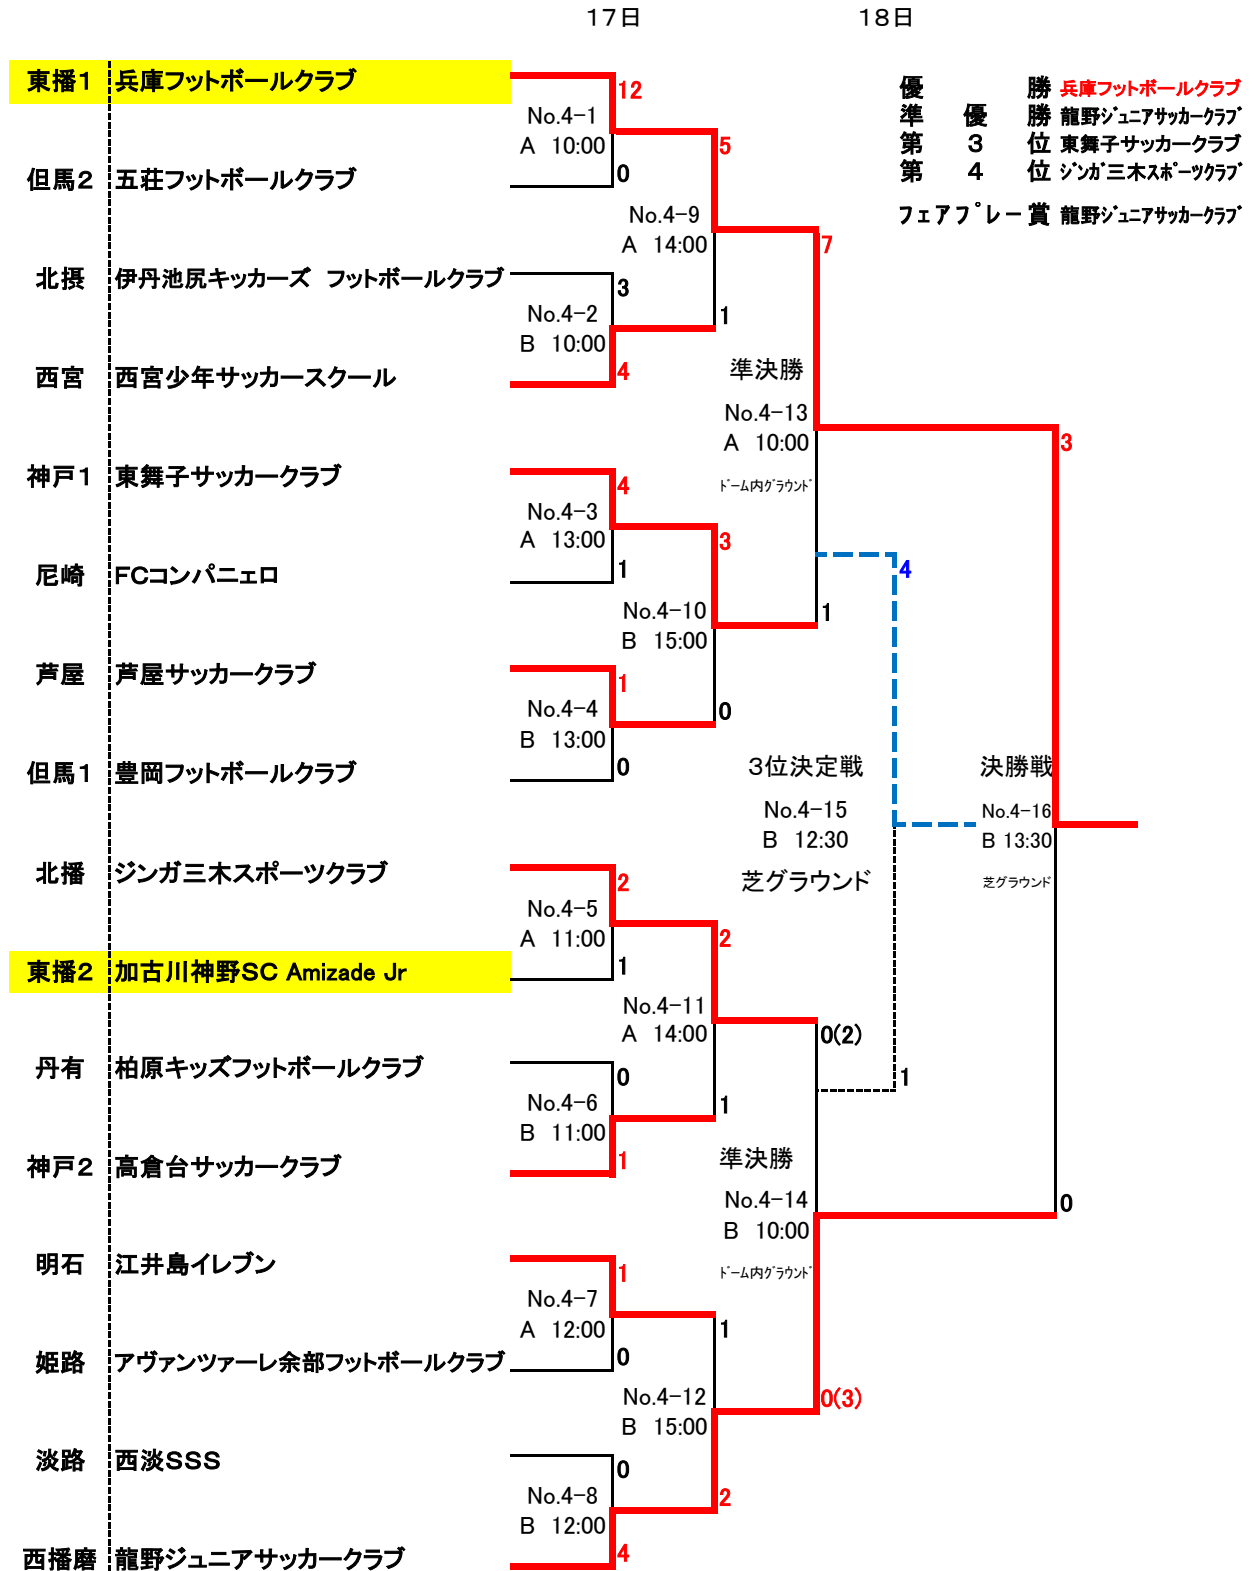 17日
18日
東播1 兵庫フットボールクラブ
12
優勝 兵庫フットボールクラブ
準優勝 龍野ジュニアサッカークラブ
第3位 東舞子サッカークラブ
第4位 ジンガ三木スポーツクラブ
フェアプレー賞 龍野ジュニアサッカークラブ
No.4-1
A 10:00
5
但馬2 五荘フットボールクラブ
0
No.4-9
A 14:00
7
北摂 伊丹池尻キッカーズ フットボールクラブ
3
No.4-2
B 10:00
1
西宮 西宮少年サッカースクール
4
準決勝
No.4-13
A 10:00
ドーム内グラウンド
3
神戸1 東舞子サッカークラブ
4
No.4-3
A 13:00
3
尼崎 FCコンパニェロ
1
4
No.4-10
B 15:00
1
芦屋 芦屋サッカークラブ
1
No.4-4
B 13:00
0
但馬1 豊岡フットボールクラブ
0
3位決定戦
No.4-15
B 12:30
芝グラウンド
決勝戦
No.4-16
B 13:30
芝グラウンド
北播 ジンガ三木スポーツクラブ
2
No.4-5
A 11:00
2
東播2 加古川神野SC Amizade Jr
1
No.4-11
A 14:00
0(2)
丹有 柏原キッズフットボールクラブ
0
1
No.4-6
B 11:00
1
神戸2 高倉台サッカークラブ
1
準決勝
No.4-14
B 10:00
ドーム内グラウンド
0
明石 江井島イレブン
1
No.4-7
A 12:00
1
姫路 アヴァンツァーレ余部フットボールクラブ
0
No.4-12
B 15:00
0(3)
淡路 西淡SSS
0
No.4-8
B 12:00
2
西播磨 龍野ジュニアサッカークラブ
4